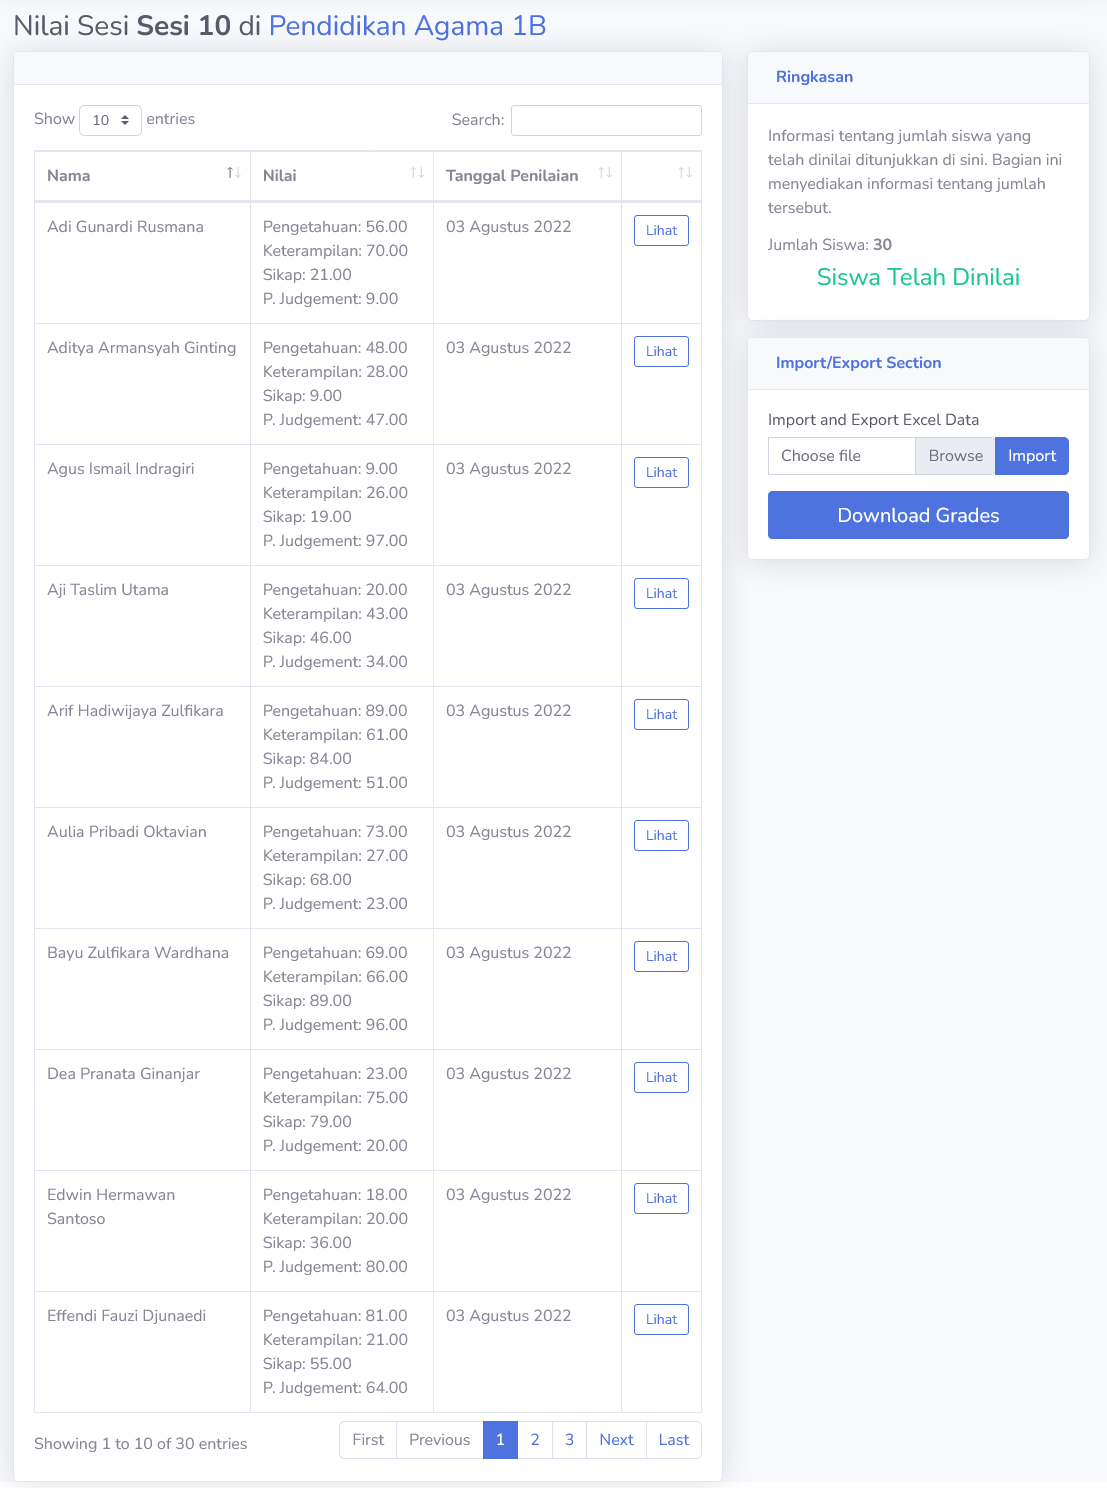 Nilai Sesi Sesi 10 di Pendidikan Agama 1B
Show 10 entries
Search:
Nama Nilai Tanggal Penilaian
Adi Gunardi Rusmana Pengetahuan: 56.00 03 Agustus 2022 Lihat
Keterampilan: 70.00
Sikap: 21.00
P. Judgement: 9.00
Aditya Armansyah Ginting Pengetahuan: 48.00 03 Agustus 2022 Lihat
Keterampilan: 28.00
Sikap: 9.00
P. Judgement: 47.00
Agus Ismail Indragiri Pengetahuan: 9.00 03 Agustus 2022 Lihat
Keterampilan: 26.00
Sikap: 19.00
P. Judgement: 97.00
Aji Taslim Utama Pengetahuan: 20.00 03 Agustus 2022 Lihat
Keterampilan: 43.00
Sikap: 46.00
P. Judgement: 34.00
Arif Hadiwijaya Zulfikara Pengetahuan: 89.00 03 Agustus 2022 Lihat
Keterampilan: 61.00
Sikap: 84.00
P. Judgement: 51.00
Aulia Pribadi Oktavian Pengetahuan: 73.00 03 Agustus 2022 Lihat
Keterampilan: 27.00
Sikap: 68.00
P. Judgement: 23.00
Bayu Zulfikara Wardhana Pengetahuan: 69.00 03 Agustus 2022 Lihat
Keterampilan: 66.00
Sikap: 89.00
P. Judgement: 96.00
Dea Pranata Ginanjar Pengetahuan: 23.00 03 Agustus 2022 Lihat
Keterampilan: 75.00
Sikap: 79.00
P. Judgement: 20.00
Edwin Hermawan Pengetahuan: 18.00 03 Agustus 2022 Lihat
Santoso Keterampilan: 20.00
Sikap: 36.00
P. Judgement: 80.00
Effendi Fauzi Djunaedi Pengetahuan: 81.00 03 Agustus 2022 Lihat
Keterampilan: 21.00
Sikap: 55.00
P. Judgement: 64.00
Showing 1 to 10 of 30 entries
First Previous 1 2 3 Next Last
Ringkasan
Informasi tentang jumlah siswa yang
telah dinilai ditunjukkan di sini. Bagian ini
menyediakan informasi tentang jumlah
tersebut.
Jumlah Siswa: 30
Siswa Telah Dinilai
Import/Export Section
Import and Export Excel Data
Choose file Browse Import
Download Grades